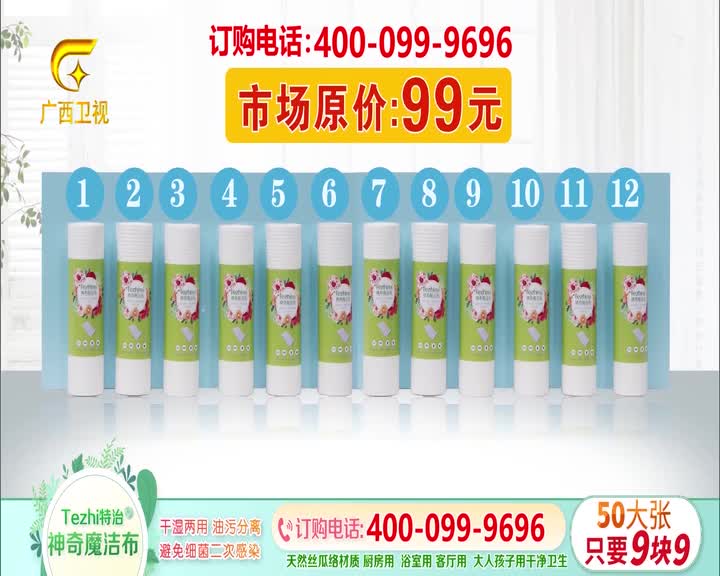 订购电话:400-099-9696
广西卫视
市场原价:99元
1 2 3 4 5 6 7 8 9 10 11 12
Tezhi特治
神奇魔洁布
干湿两用 油污分离
避免细菌二次感染
订购电话:400-099-9696
天然丝瓜络材质 厨房用 浴室用 客厅用 大人孩子用干净卫生
50大张
只要9块9